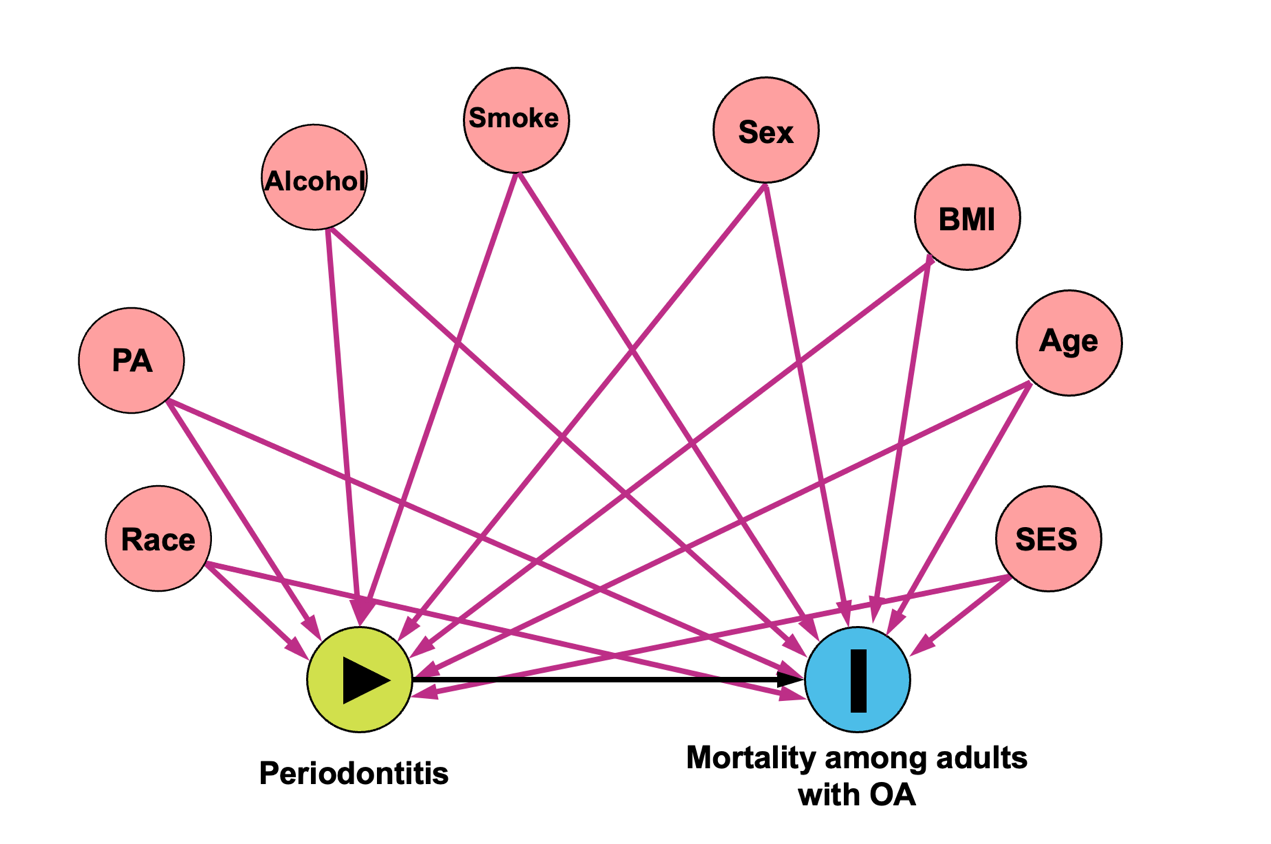 Smoke
Sex
Alcohol
BMI
Age
PA
Race
SES
Periodontitis
Mortality among adults
with OA